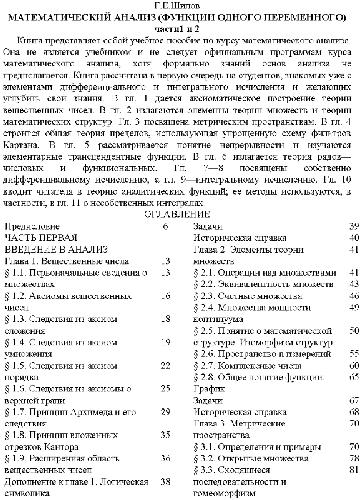 Г.Е.Шилов
МАТЕМАТИЧЕСКИЙ АНАЛИЗ (ФУНКЦИИ ОДНОГО ПЕРЕМЕННОГО)
части1 и 2
Книга представляет собой учебное пособие по курсу математического анализа.
Она не является учебником и не следует официальным программам курса
математического анализа, хотя формально знаний основ анализа не
предполагается. Книга рассчитана в первую очередь на студентов, знакомых уже с
элементами дифференциального и интегрального исчисления и желающих
углубить свои знания. В гл. 1 дается аксиоматическое построение теории
вещественных чисел. В гл. 2 излагаются элементы теории множеств и теории
математических структур. Гл. 3 посвящена метрическим пространствам. В гл. 4
строится общая теория пределов, использующая упрощенную схему фильтров
Картана. В гл. 5 рассматривается понятие непрерывности и изучаются
элементарные трансцендентные функции. В гл. 6 излагается теория рядов—
числовых и функциональных. Гл. 7—8 посвящены собственно
дифференциальному исчислению, а гл. 9—интегральному исчислению. Гл. 10
вводит читателя в теорию аналитических функций; ее методы используются, в
частности, в гл. 11 о несобственных интегралах.
ОГЛАВЛЕНИЕ
Предисловие 6
ЧАСТЬ ПЕРВАЯ
ВВЕДЕНИЕ В АНАЛИЗ
Глава 1. Вещественные числа 13
§ 1.1. Первоначальные сведения о 13
множествах
§ 1.2. Аксиомы вещественных 16
чисел
§ 1.3. Следствия из аксиом 18
сложения
§ 1.4. Следствия из аксиом 19
умножения
§ 1.5. Следствия из аксиом 22
порядка
§ 1.6. Следствия из аксиомы о 25
верхней грани
§ 1.7. Принцип Архимеда и его 29
следствия
§ 1.8. Принцип вложенных 35
отрезков Кантора
§ 1.9. Расширенная область 36
вещественных чисел
Дополнение к главе 1. Логическая 38
символика
Задачи 39
Историческая справка 40
Глава 2. Элементы теории 41
множеств
§ 2.1. Операции над множествами 41
§ 2.2. Эквивалентность множеств 43
§ 2.3. Счетные множества 46
§ 2.4. Множества мощности 49
континуума
§ 2.5. Понятие о математической 50
структуре. Изоморфизм структур
§ 2.6. Пространство n измерений 55
§ 2.7. Комплексные числа 60
§ 2.8. Общее понятие функции. 65
График
Задачи 67
Историческая справка 68
Глава 3. Метрические 70
пространства
§ 3.1. Определения и примеры 70
§ 3.2. Открытые множества 78
§ 3.3. Сходящиеся 81
последовательности и
гомеоморфизм